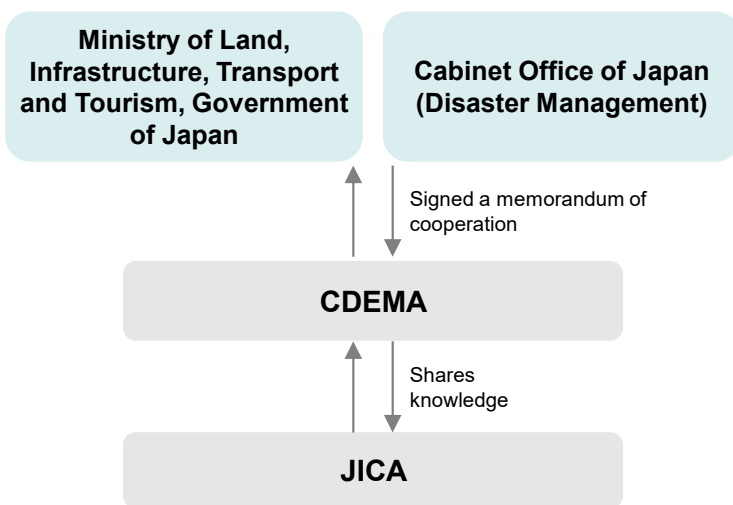 Ministry of Land,
Infrastructure, Transport
and Tourism, Government
of Japan
Cabinet Office of Japan
(Disaster Management)
Signed a memorandum of
cooperation
CDEMA
Shares
knowledge
JICA